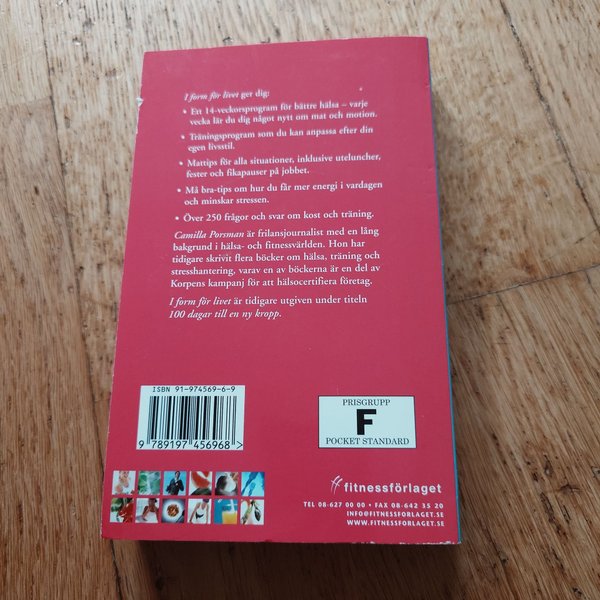 I form för livet ger dig:
• Ett 14-veckorsprogram för bättre hälsa – varje
vecka lär du dig något nytt om mat och motion.
• Träningsprogram som du kan anpassa efter din
egen livsstil.
• Mattips för alla situationer, inklusive uteluncher,
fester och fikapauser på jobbet.
• Må bra-tips om hur du får mer energi i vardagen
och minskar stressen.
• Över 250 frågor och svar om kost och träning.
Camilla Porsman är frilansjournalist med en lång
bakgrund i hälsa- och fitnessvärlden. Hon har
tidigare skrivit flera böcker om hälsa, träning och
stresshantering, varav en av böckerna är en del av
Korpens kampanj för att hälsocertifiera företag.
I form för livet är tidigare utgiven under titeln
100 dagar till en ny kropp.
ISBN 91-974569-6-9
9 789197 456968 >
PRISGRUPP
F
POCKET STANDARD
fitnessförlaget
TEL 08-627 00 00 • FAX 08-642 35 20
INFO@FITNESSFORLAGET.SE
WWW.FITNESSFORLAGET.SE